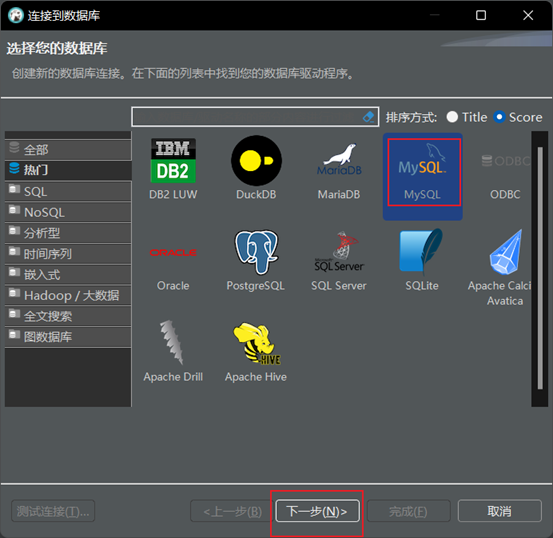 连接到数据库
选择您的数据库
创建新的数据库连接。在下面的列表中找到您的数据库驱动程序。
排序方式: Title Score
全部
热门
SQL
NoSQL
分析型
时间序列
嵌入式
Hadoop / 大数据
全文搜索
图数据库
IBM
DB2
DB2 LUW
DuckDB
MariaDB
MariaDB
MySQL
MySQL
ODBC
ODBC
ORACLE
Oracle
PostgreSQL
SQL Server
SQL Server
SQLite
Apache Calci
Avatica
Apache Drill
HIVE
Apache Hive
测试连接(T)...
<上一步(B)
下一步(N)>
完成(F)
取消